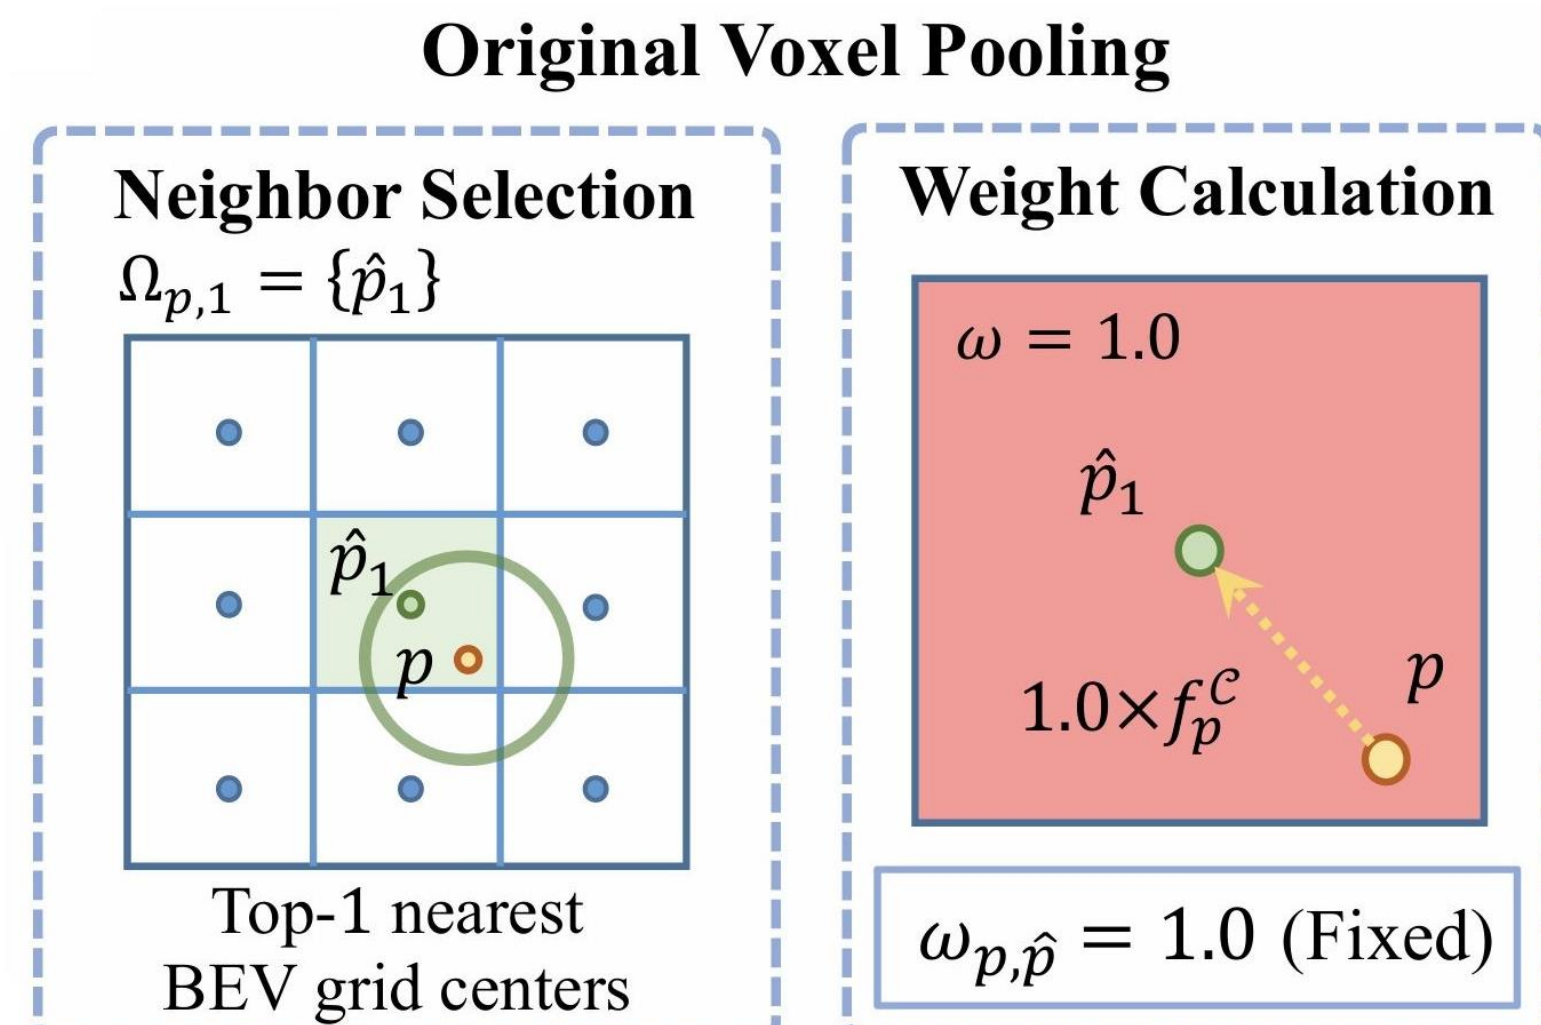 Original Voxel Pooling
Neighbor Selection
Ω_{p,1} = {p̂_1}
p̂_1
p
Top-1 nearest
BEV grid centers
Weight Calculation
ω = 1.0
p̂_1
p
1.0×f_p^𝒞
ω_{p,p̂} = 1.0 (Fixed)